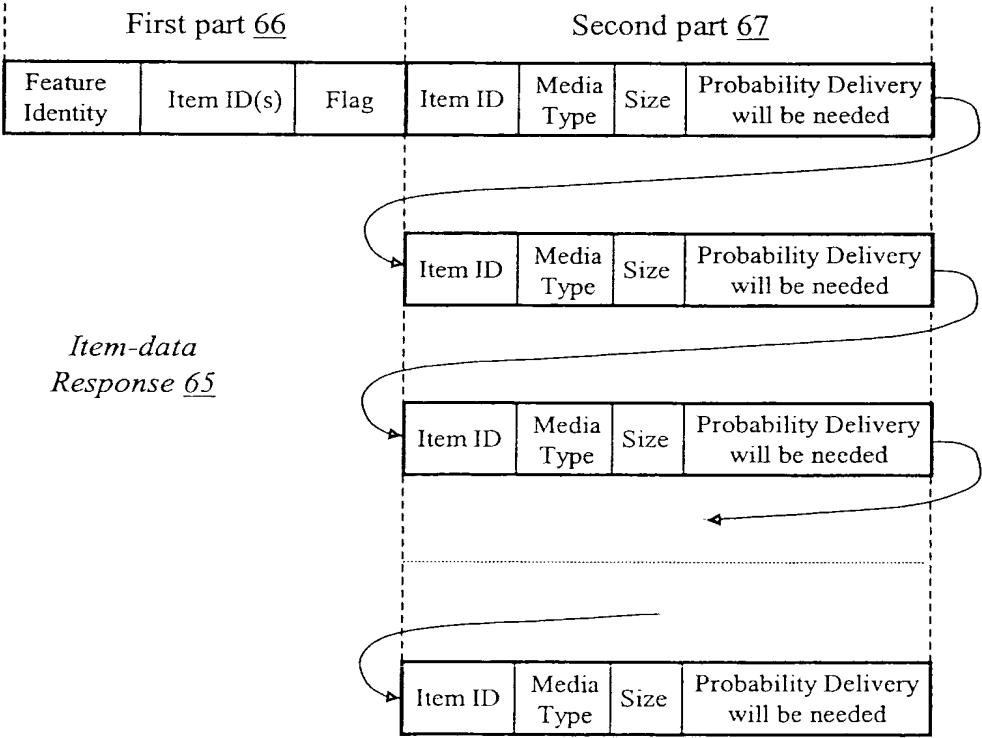 First part 66
Second part 67
Feature Identity
Item ID(s)
Flag
Item ID
Media Type
Size
Probability Delivery will be needed
Item ID
Media Type
Size
Probability Delivery will be needed
Item-data
Response 65
Item ID
Media Type
Size
Probability Delivery will be needed
Item ID
Media Type
Size
Probability Delivery will be needed